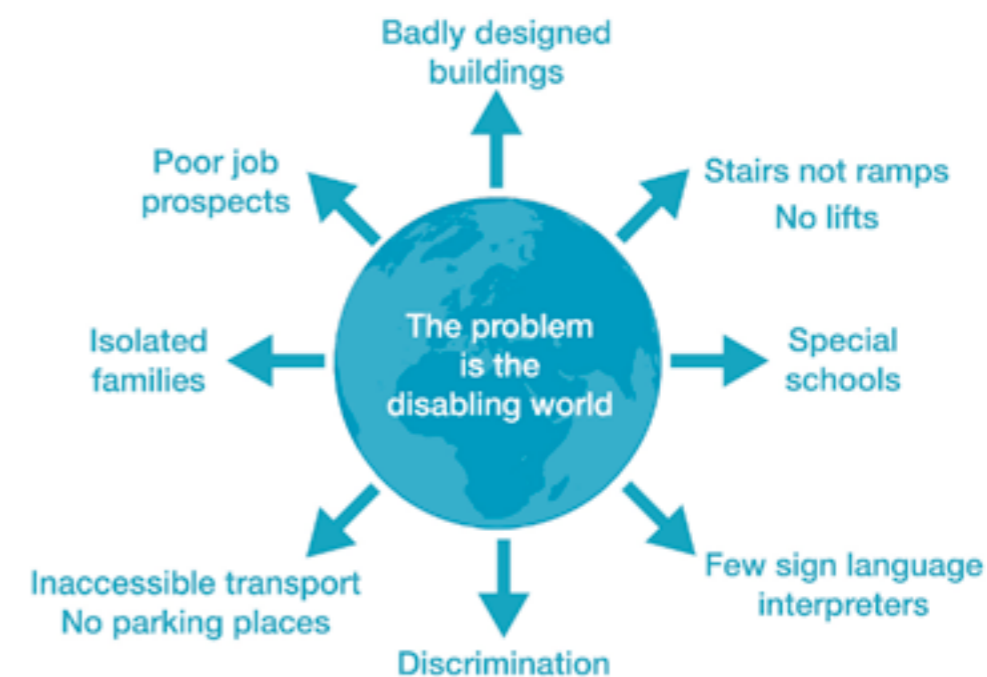 Badly designed
buildings
Stairs not ramps
No lifts
Special
schools
Few sign language
interpreters
Discrimination
Inaccessible transport
No parking places
Isolated
families
Poor job
prospects
The problem
is the
disabling world